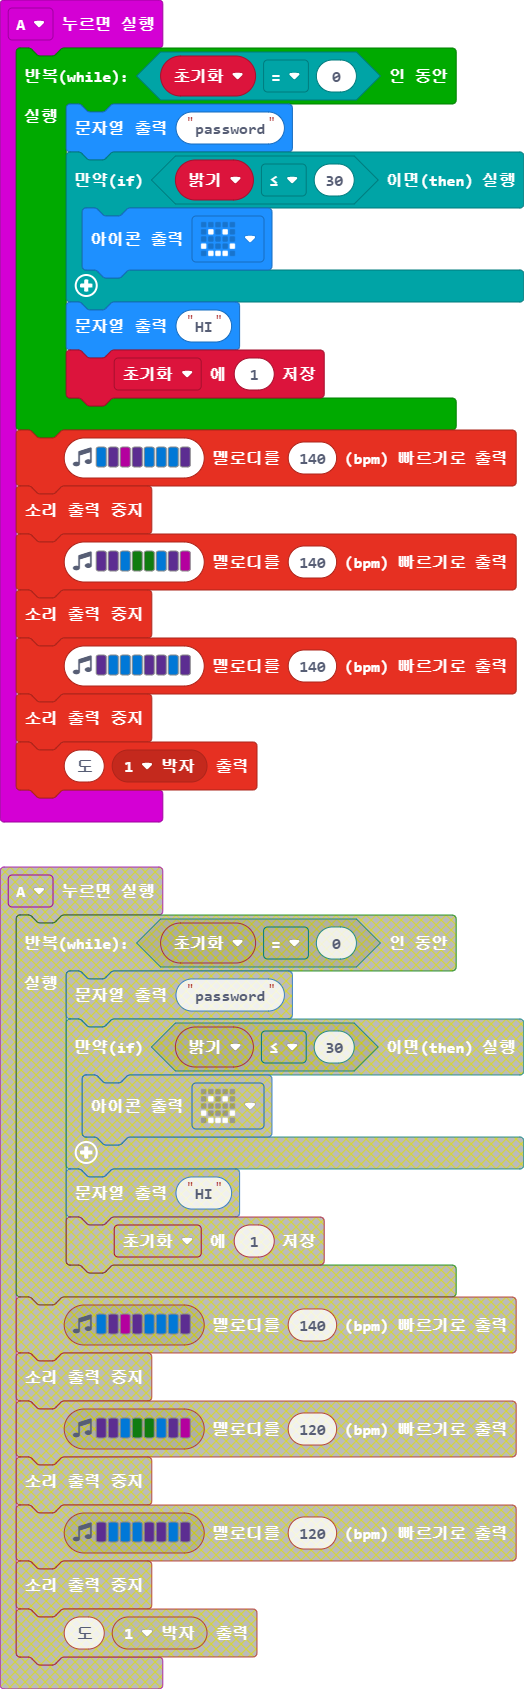 A 누르면 실행
반복(while): 초기화 = 0 인 동안
실행
문자열 출력 "password"
만약(if) 밝기 ≤ 30 이면(then) 실행
아이콘 출력
문자열 출력 "HI"
초기화 에 1 저장
멜로디를 140 (bpm) 빠르기로 출력
소리 출력 중지
멜로디를 140 (bpm) 빠르기로 출력
소리 출력 중지
멜로디를 140 (bpm) 빠르기로 출력
소리 출력 중지
도 1 박자 출력
A 누르면 실행
반복(while): 초기화 = 0 인 동안
실행
문자열 출력 "password"
만약(if) 밝기 ≤ 30 이면(then) 실행
아이콘 출력
문자열 출력 "HI"
초기화 에 1 저장
멜로디를 140 (bpm) 빠르기로 출력
소리 출력 중지
멜로디를 120 (bpm) 빠르기로 출력
소리 출력 중지
멜로디를 120 (bpm) 빠르기로 출력
소리 출력 중지
도 1 박자 출력